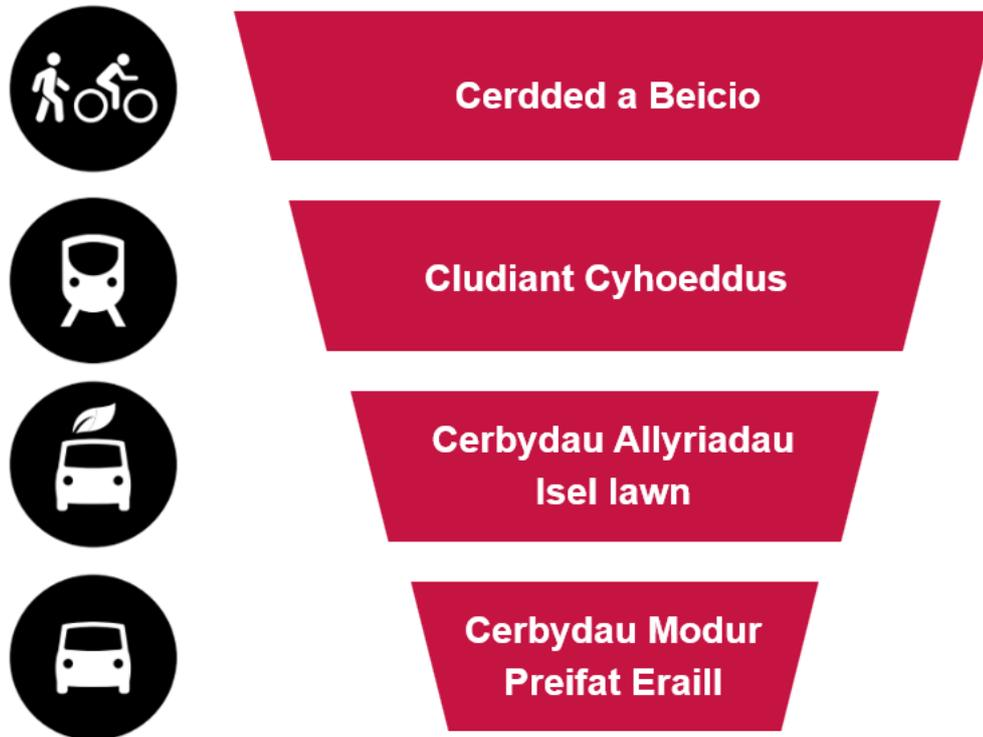 Cerdded a Beicio
Cludiant Cyhoeddus
Cerbydau Allyriadau
Isel Iawn
Cerbydau Modur
Preifat Eraill